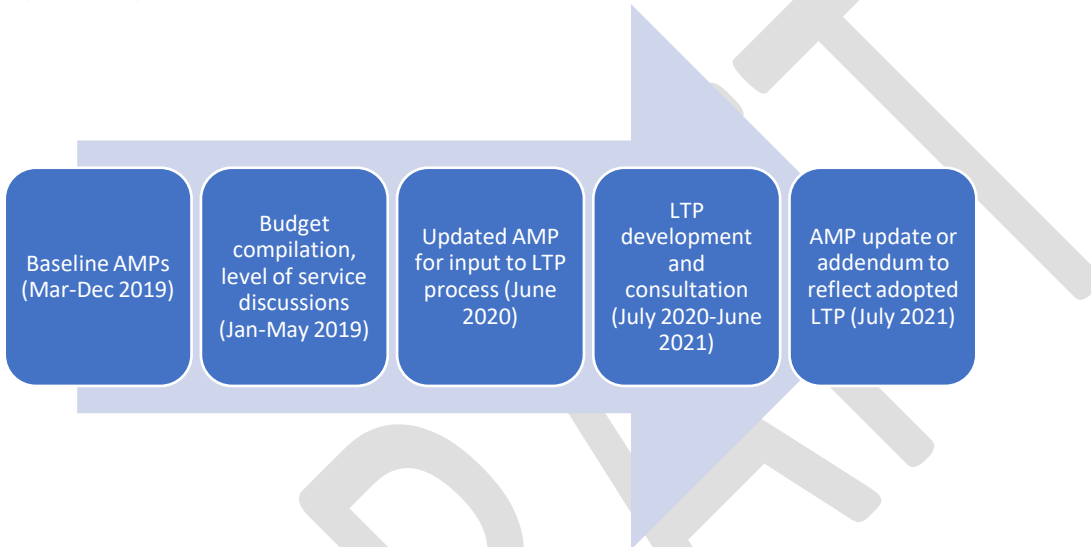 Baseline AMPs
(Mar-Dec 2019)
Budget
compilation,
level of service
discussions
(Jan-May 2019)
Updated AMP
for input to LTP
process (June
2020)
LTP
development
and
consultation
(July 2020-June
2021)
AMP update or
addendum to
reflect adopted
LTP (July 2021)